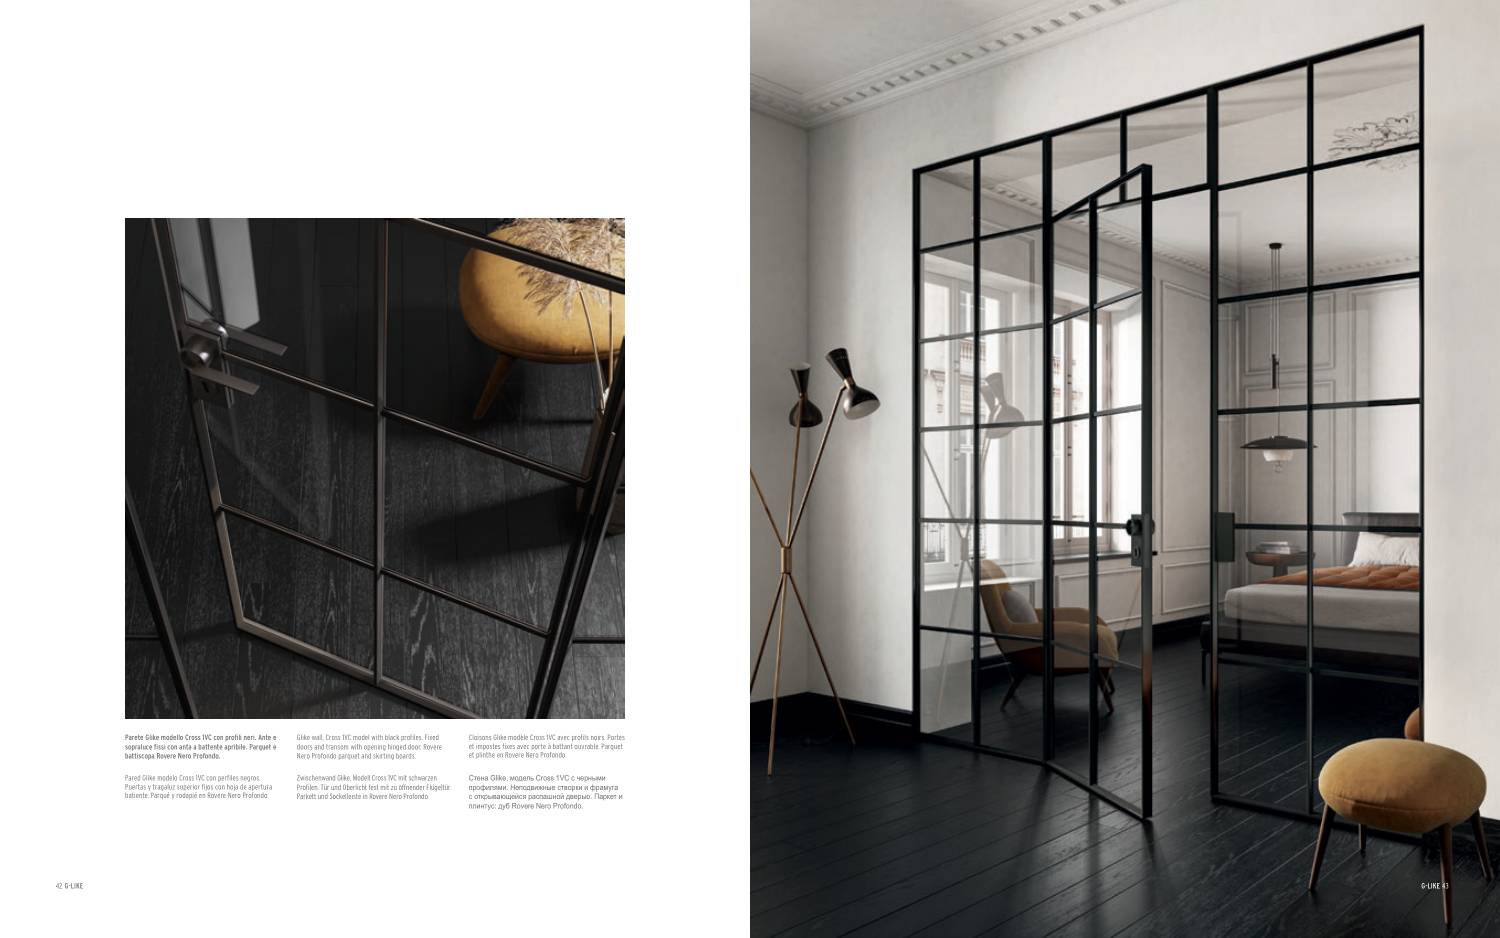 Parete Glike modello Cross 1VC con profili neri. Ante e
sopraluce fissi con anta a battente apribile. Parquet e
battiscopa Rovere Nero Profondo.
Glike wall, Cross 1VC model with black profiles. Fixed
doors and transom with opening hinged door. Rovere
Nero Profondo parquet and skirting boards.
Cloisons Glike modèle Cross 1VC avec profils noirs. Portes
et impostes fixes avec porte à battant ouvrable. Parquet
et plinthe en Rovere Nero Profondo.
Pared Glike modelo Cross 1VC con perfiles negros.
Puertas y tragaluz superior fijos con hoja de apertura
batiente. Parqué y rodapié en Rovere Nero Profondo.
Zwischenwand Glike, Modell Cross 1VC mit schwarzen
Profilen. Tür und Oberlicht fest mit zu öffnender Flügeltür.
Parkett und Sockelleiste in Rovere Nero Profondo.
Стена Glike, модель Cross 1VC с черными
профилями. Неподвижные створки и фрамуга
с открывающейся распашной дверью. Паркет и
плинтус: дуб Rovere Nero Profondo.
42 G-LIKE
G-LIKE 43